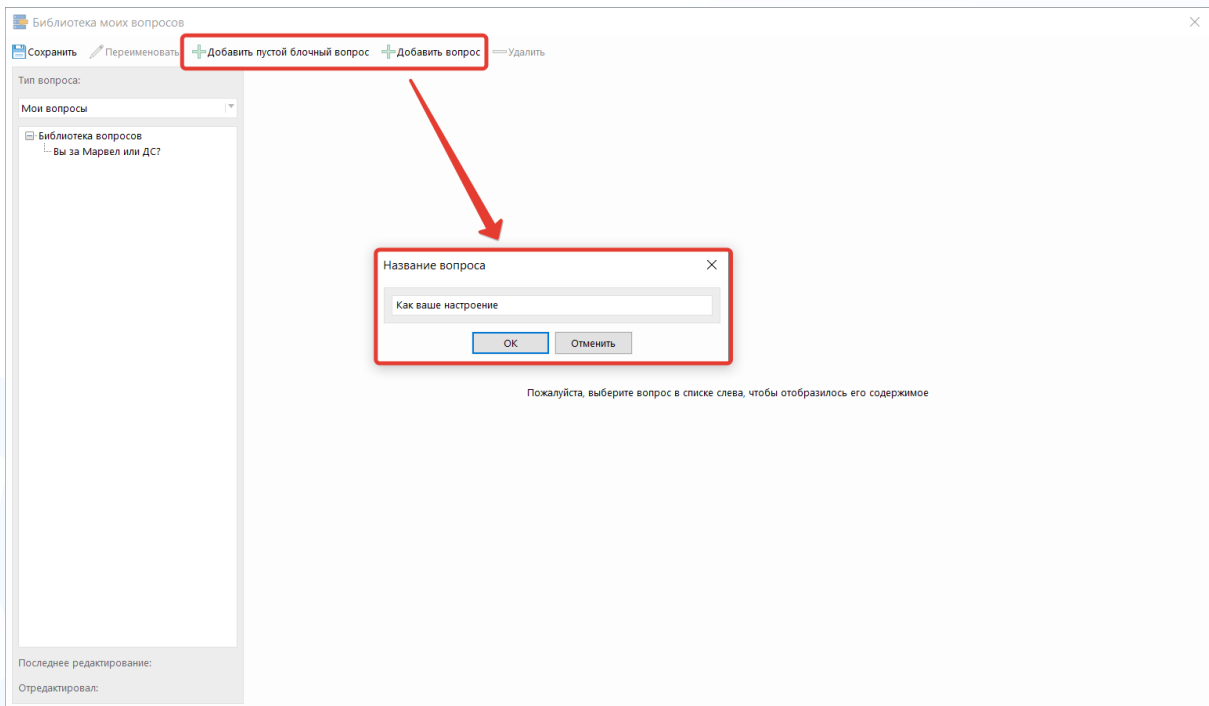 Библиотека моих вопросов
Сохранить Переименовать Добавить пустой блочный вопрос Добавить вопрос Удалить
Тип вопроса:
Мои вопросы
Библиотека вопросов
Вы за Марвел или ДС?
Название вопроса
Как ваше настроение
ОК Отменить
Пожалуйста, выберите вопрос в списке слева, чтобы отобразилось его содержимое
Последнее редактирование:
Отредактировал: